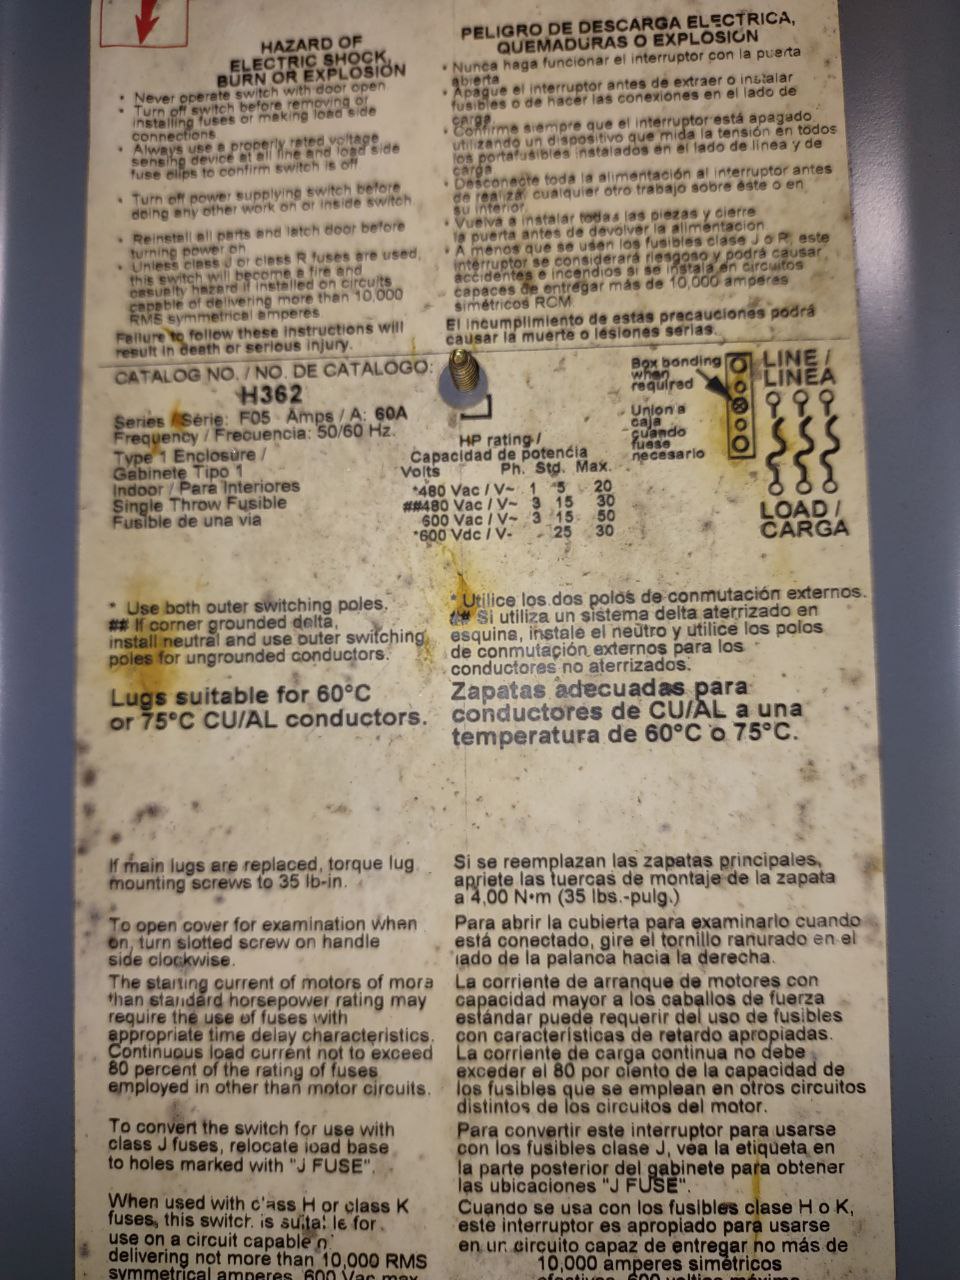 HAZARD OF
ELECTRIC SHOCK,
BURN OR EXPLOSION
• Never operate switch with door open
• Turn off switch before removing or
installing fuses or making load side
connections
• Always use a properly rated voltage
sensing device at all line and load side
fuse clips to confirm switch is off
• Turn off power supplying switch before
doing any other work on or inside switch
• Reinstall all parts and latch door before
turning power on
• Unless class J or class R fuses are used,
this switch will become a fire and
casualty hazard if installed on circuits
capable of delivering more than 10,000
RMS symmetrical amperes
Failure to follow these instructions will
result in death or serious injury.
PELIGRO DE DESCARGA ELECTRICA,
QUEMADURAS O EXPLOSION
• Nunca haga funcionar el interruptor con la puerta
abierta
• Apague el interruptor antes de extraer o instalar
fusibles o de hacer las conexiones en el lado de
carga
• Confirme siempre que el interruptor está apagado
utilizando un dispositivo que mida la tensión en todos
los portafusibles instalados en el lado de línea y de
carga
• Desconecte toda la alimentación al interruptor antes
de realizar cualquier otro trabajo sobre éste o en
su interior
• Vuelva a instalar todas las piezas y cierre
la puerta antes de devolver la alimentación
• A menos que se usen los fusibles clase J o R, este
interruptor se considerará riesgoso y podrá causar
accidentes e incendios si se instala en circuitos
capaces de entregar más de 10,000 amperes
simétricos RCM
El incumplimiento de estas precauciones podrá
causar la muerte o lesiones serias.
CATALOG NO. / NO. DE CATALOGO:
H362
Series / Série: F05 Amps / A: 60A
Frequency / Frecuencia: 50/60 Hz.
Type 1 Enclosure /
Gabinete Tipo 1
Indoor / Para Interiores
Single Throw Fusible
Fusible de una via
HP rating /
Capacidad de potencia
Volts Ph. Std. Max.
*480 Vac / V~ 1 5 20
##480 Vac / V~ 3 15 30
600 Vac / V~ 3 15 50
*600 Vdc / V- 25 30
Box bonding
when
required
Union a
caja
cuando
fuese
necesario
LINE /
LINEA
LOAD /
CARGA
* Use both outer switching poles.
## If corner grounded delta,
install neutral and use outer switching
poles for ungrounded conductors.
Lugs suitable for 60°C
or 75°C CU/AL conductors.
* Utilice los dos polos de conmutación externos.
## Si utiliza un sistema delta aterrizado en
esquina, instale el neutro y utilice los polos
de conmutación externos para los
conductores no aterrizados.
Zapatas adecuadas para
conductores de CU/AL a una
temperatura de 60°C o 75°C.
If main lugs are replaced, torque lug
mounting screws to 35 lb-in.
To open cover for examination when
on, turn slotted screw on handle
side clockwise.
The starting current of motors of more
than standard horsepower rating may
require the use of fuses with
appropriate time delay characteristics.
Continuous load current not to exceed
80 percent of the rating of fuses
employed in other than motor circuits.
To convert the switch for use with
class J fuses, relocate load base
to holes marked with "J FUSE".
When used with class H or class K
fuses, this switch is suitable for
use on a circuit capable of
delivering not more than 10,000 RMS
symmetrical amperes, 600 Vac max
Si se reemplazan las zapatas principales,
apriete las tuercas de montaje de la zapata
a 4,00 N•m (35 lbs.-pulg.)
Para abrir la cubierta para examinarlo cuando
está conectado, gire el tornillo ranurado en el
lado de la palanca hacia la derecha.
La corriente de arranque de motores con
capacidad mayor a los caballos de fuerza
estándar puede requerir del uso de fusibles
con características de retardo apropiadas.
La corriente de carga continua no debe
exceder el 80 por ciento de la capacidad de
los fusibles que se emplean en otros circuitos
distintos de los circuitos del motor.
Para convertir este interruptor para usarse
con los fusibles clase J, vea la etiqueta en
la parte posterior del gabinete para obtener
las ubicaciones "J FUSE".
Cuando se usa con los fusibles clase H o K,
este interruptor es apropiado para usarse
en un circuito capaz de entregar no más de
10,000 amperes simétricos